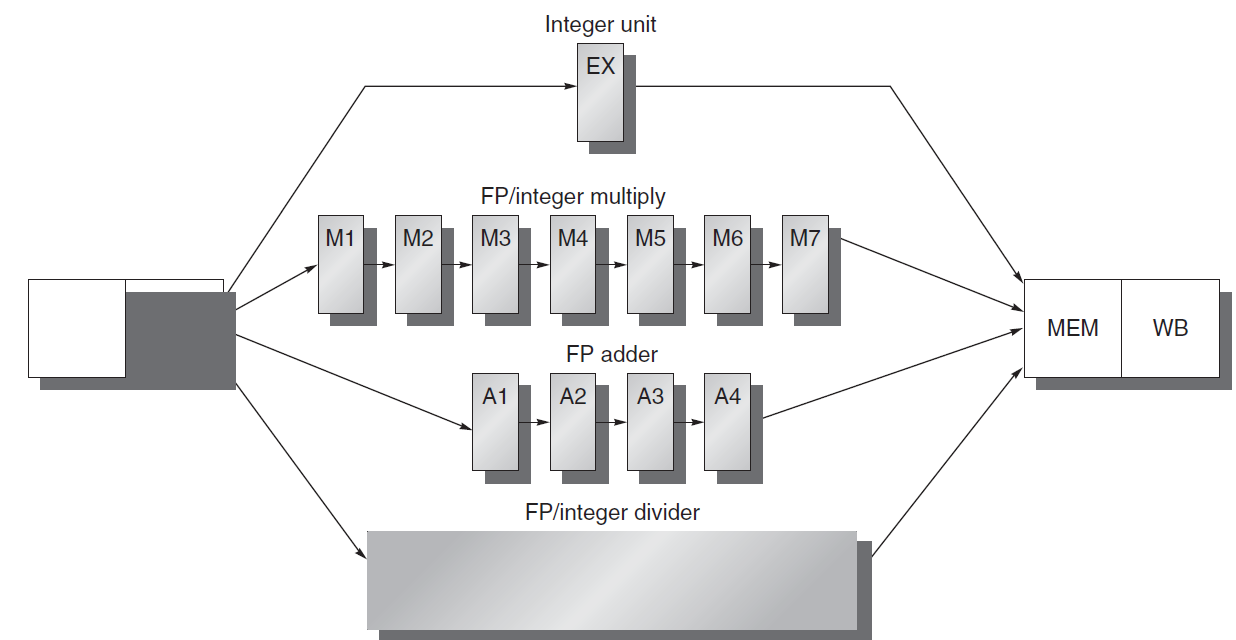 Integer unit
EX
FP/integer multiply
M1 M2 M3 M4 M5 M6 M7
MEM WB
FP adder
A1 A2 A3 A4
FP/integer divider